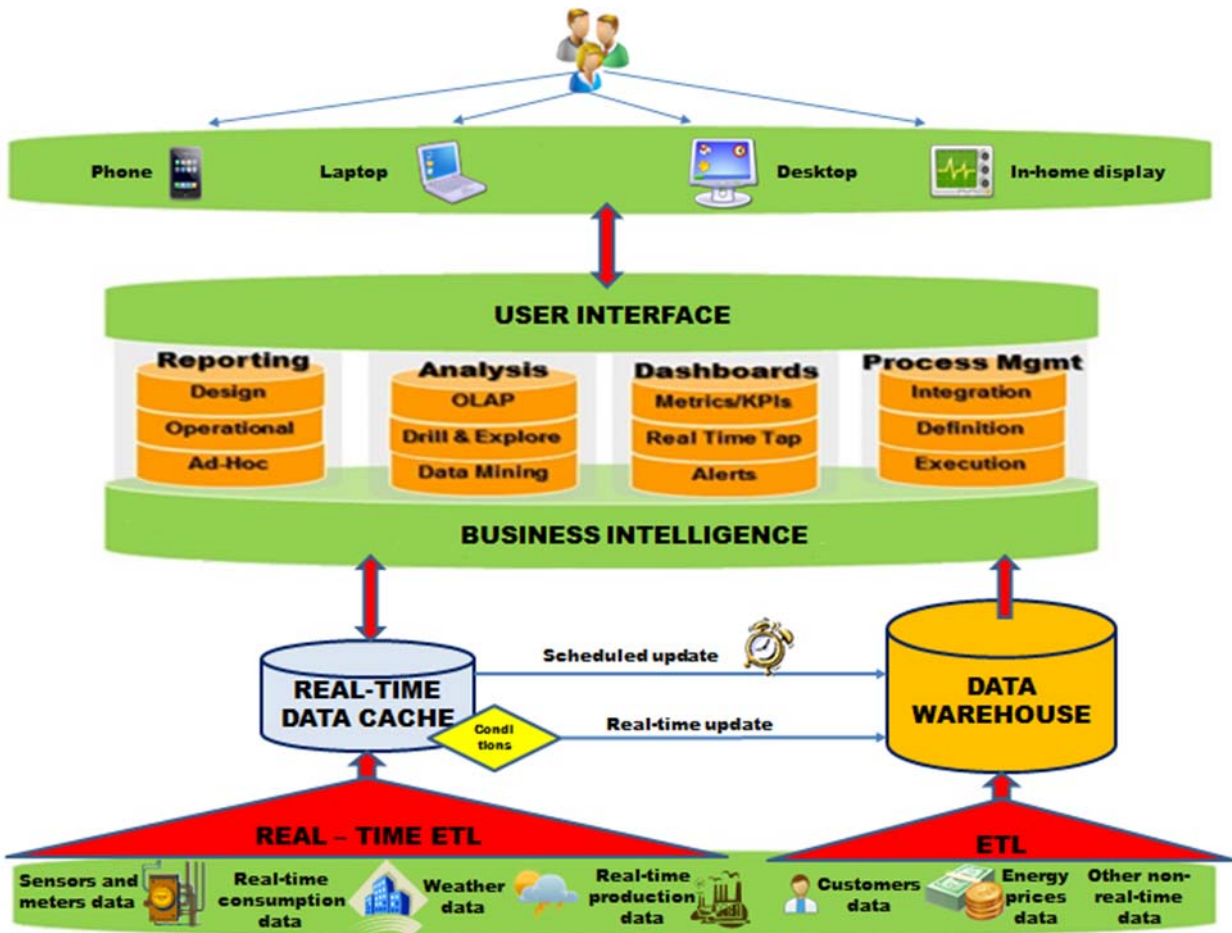 Phone
Laptop
Desktop
In-home display
USER INTERFACE
Reporting
Design
Operational
Ad-Hoc
Analysis
OLAP
Drill & Explore
Data Mining
Dashboards
Metrics/KPIs
Real Time Tap
Alerts
Process Mgmt
Integration
Definition
Execution
BUSINESS INTELLIGENCE
Scheduled update
REAL-TIME
DATA CACHE
Condi
tions
Real-time update
DATA
WAREHOUSE
REAL – TIME ETL
ETL
Sensors and
meters data
Real-time
consumption
data
Weather
data
Real-time
production
data
Customers
data
Energy
prices
data
Other non-
real-time
data